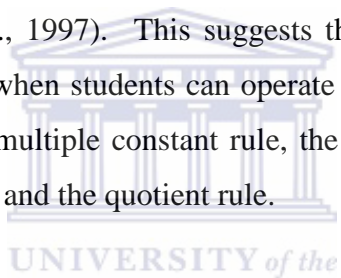 ., 1997). This suggests th
when students can operate
multiple constant rule, the
and the quotient rule.
UNIVERSITY of the